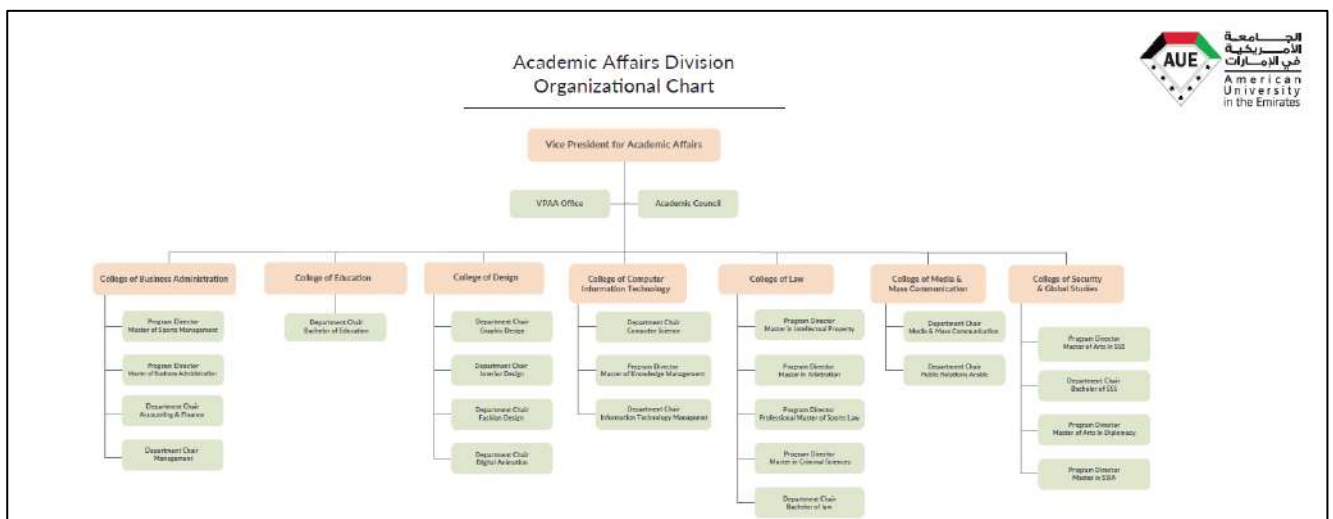 Academic Affairs Division
Organizational Chart
AUE
الجـــــامعـة
الأمـــريكية
في الإمـــارات
American
University
in the Emirates
Vice President for Academic Affairs
VPAA Office
Academic Council
College of Business Administration
Program Director
Master of Sports Management
Program Director
Master of Business Administration
Department Chair
Accounting & Finance
Department Chair
Management
College of Education
Department Chair
Bachelor of Education
College of Design
Department Chair
Graphic Design
Department Chair
Interior Design
Department Chair
Fashion Design
Department Chair
Digital Animation
College of Computer
Information Technology
Department Chair
Computer Science
Program Director
Master of Knowledge Management
Department Chair
Information Technology Managment
College of Law
Program Director
Master in Intellectual Property
Program Director
Master in Arbitration
Program Director
Professional Master of Sports Law
Program Director
Master in Criminal Sciences
Department Chair
Bachelor of law
College of Media &
Mass Communication
Department Chair
Media & Mass Communication
Department Chair
Public Relations Arabic
College of Security
& Global Studies
Program Director
Master of Arts in SSS
Department Chair
Bachelor of SSS
Program Director
Master of Arts in Diplomacy
Program Director
Master in